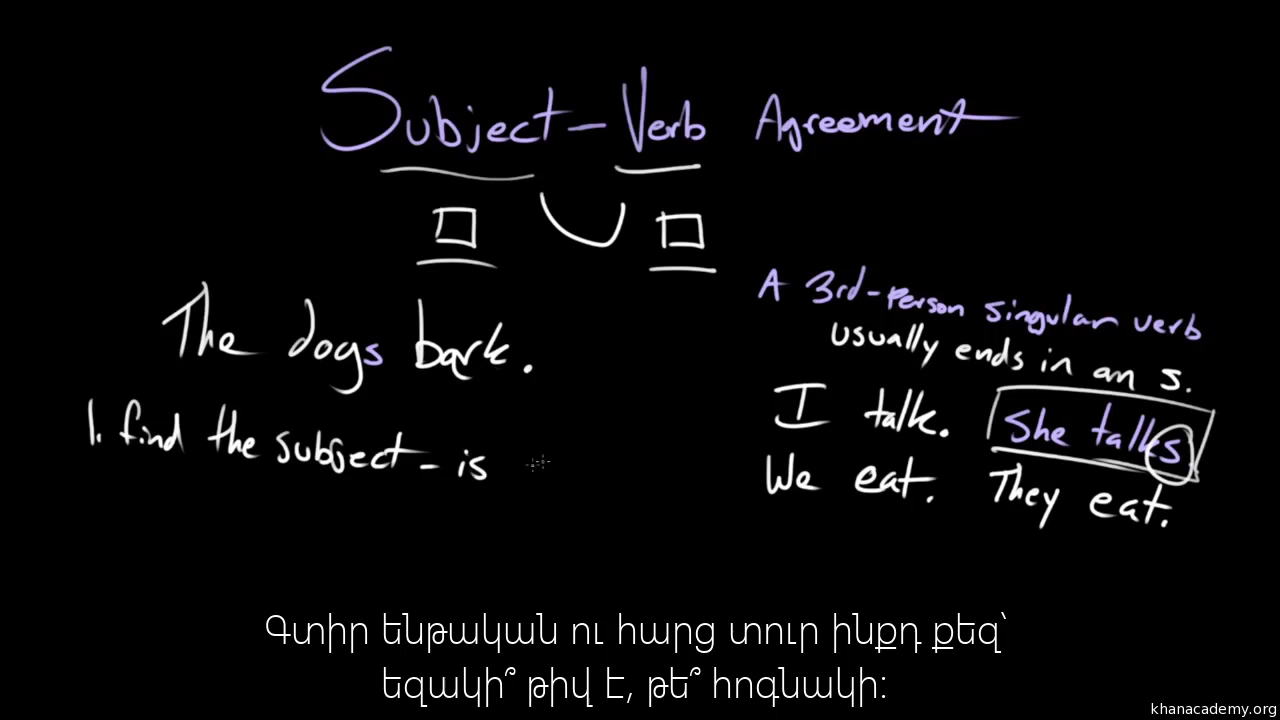 Subject-Verb Agreement
The dogs bark.
1. find the subject - is
A 3rd-person singular verb
usually ends in an s.
I talk. She talks
We eat. They eat.
Գտիր ենթական ու հարց տուր ինքդ քեզ՝
եզակի՞ թիվ է, թե՞ հոգնակի:
khanacademy.org